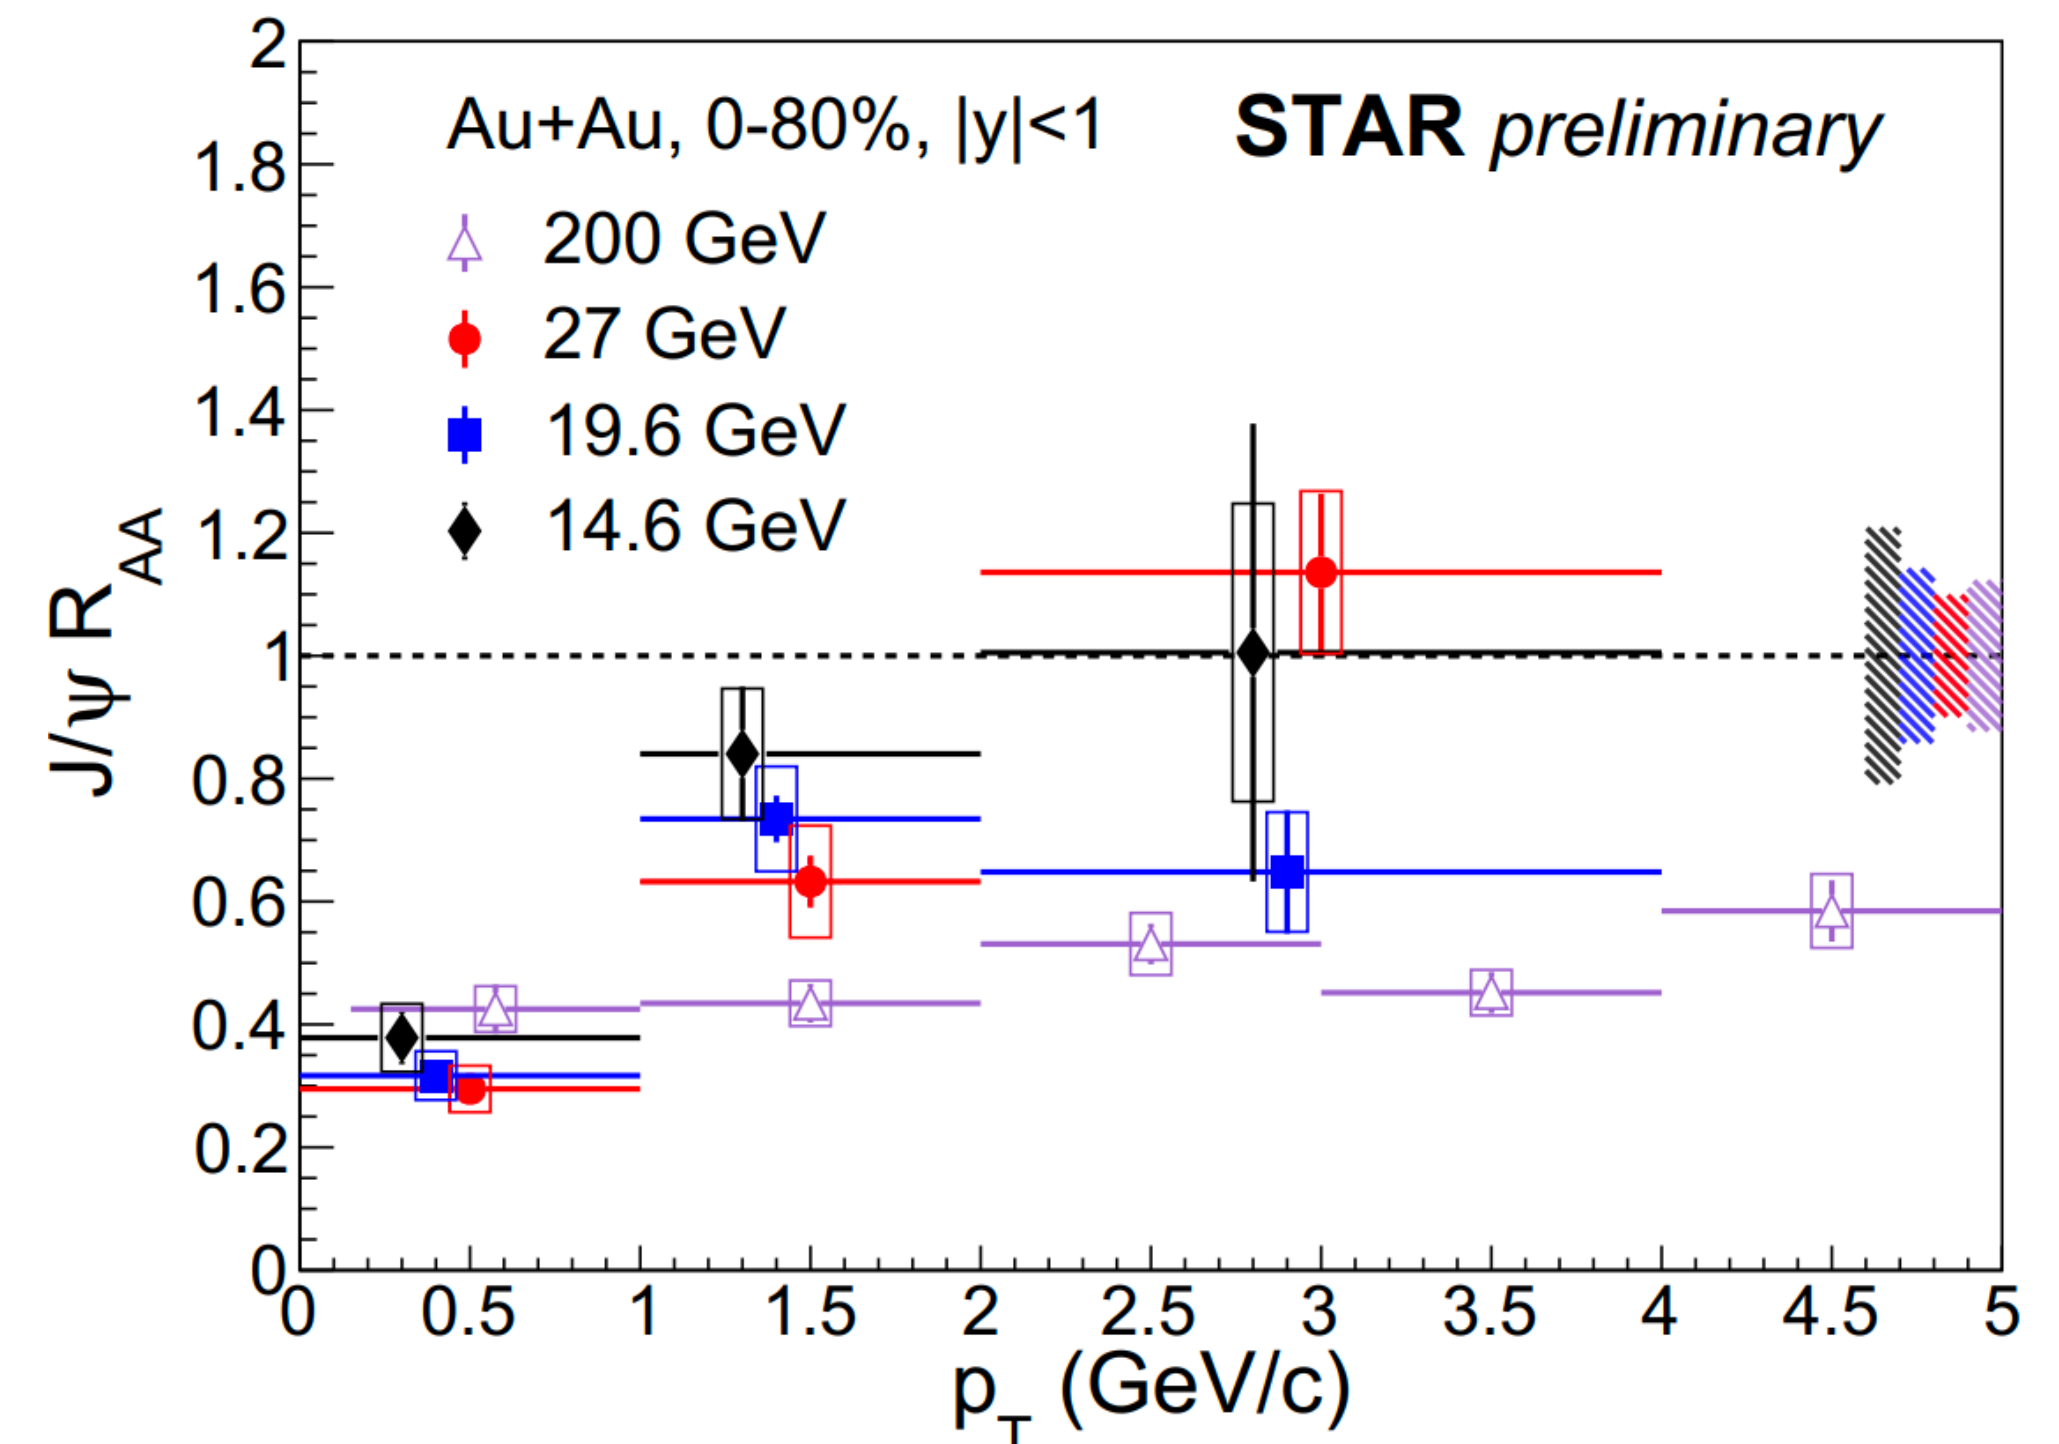 Au+Au, 0-80%, |y|<1
STAR preliminary
200 GeV
27 GeV
19.6 GeV
14.6 GeV
J/ψ R_AA
2
1.8
1.6
1.4
1.2
1
0.8
0.6
0.4
0.2
0
0 0.5 1 1.5 2 2.5 3 3.5 4 4.5 5
p_T (GeV/c)